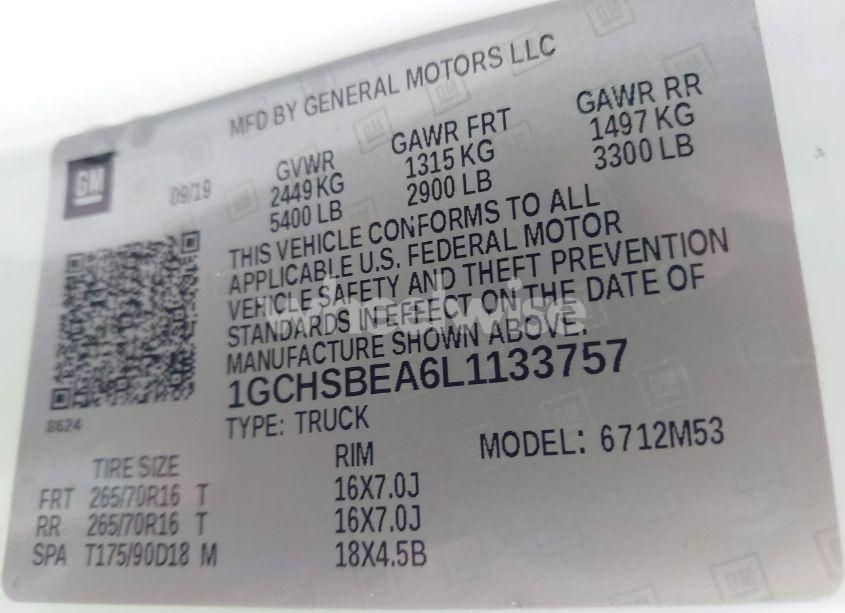 MFD BY GENERAL MOTORS LLC
GM
09/19
GVWR GAWR FRT GAWR RR
2449 KG 1315 KG 1497 KG
5400 LB 2900 LB 3300 LB
THIS VEHICLE CONFORMS TO ALL
APPLICABLE U.S. FEDERAL MOTOR
VEHICLE SAFETY AND THEFT PREVENTION
STANDARDS IN EFFECT ON THE DATE OF
MANUFACTURE SHOWN ABOVE.
1GCHSBEA6L1133757
8624
TYPE: TRUCK MODEL: 6712M53
TIRE SIZE RIM
FRT 265/70R16 T 16X7.0J
RR 265/70R16 T 16X7.0J
SPA T175/90D18 M 18X4.5B